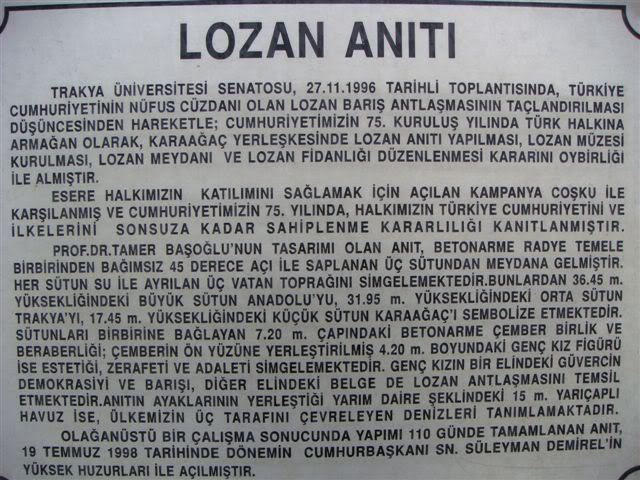 LOZAN ANITI
TRAKYA ÜNİVERSİTESİ SENATOSU, 27.11.1996 TARİHLİ TOPLANTISINDA, TÜRKİYE
CUMHURİYETİNİN NÜFUS CÜZDANI OLAN LOZAN BARIŞ ANTLAŞMASININ TAÇLANDIRILMASI
DÜŞÜNCESİNDEN HAREKETLE; CUMHURİYETİMİZİN 75. KURULUŞ YILINDA TÜRK HALKINA
ARMAĞAN OLARAK, KARAAĞAÇ YERLEŞKESİNDE LOZAN ANITI YAPILMASI, LOZAN MÜZESİ
KURULMASI, LOZAN MEYDANI VE LOZAN FİDANLIĞI DÜZENLENMESİ KARARINI OYBİRLİĞİ
İLE ALMIŞTIR.
ESERE HALKIMIZIN KATILIMINI SAĞLAMAK İÇİN AÇILAN KAMPANYA COŞKU İLE
KARŞILANMIŞ VE CUMHURİYETİMİZİN 75. YILINDA, HALKIMIZIN TÜRKİYE CUMHURİYETİNİ VE
İLKELERİNİ SONSUZA KADAR SAHİPLENME KARARLILIĞI KANITLANMIŞTIR.
PROF.DR.TAMER BAŞOĞLU'NUN TASARIMI OLAN ANIT, BETONARME RADYE TEMELE
BİRBİRİNDEN BAĞIMSIZ 45 DERECE AÇI İLE SAPLANAN ÜÇ SÜTUNDAN MEYDANA GELMİŞTİR.
HER SÜTUN SU İLE AYRILAN ÜÇ VATAN TOPRAĞINI SİMGELEMEKTEDİR.BUNLARDAN 36.45 m.
YÜKSEKLİĞİNDEKİ BÜYÜK SÜTUN ANADOLU'YU, 31.95 m. YÜKSEKLİĞİNDEKİ ORTA SÜTUN
TRAKYA'YI, 17.45 m. YÜKSEKLİĞİNDEKİ KÜÇÜK SÜTUN KARAAĞAÇ'I SEMBOLİZE ETMEKTEDİR.
SÜTUNLARI BİRBİRİNE BAĞLAYAN 7.20 m. ÇAPINDAKİ BETONARME ÇEMBER BİRLİK VE
BERABERLİĞİ; ÇEMBERİN ÖN YÜZÜNE YERLEŞTİRİLMİŞ 4.20 m. BOYUNDAKİ GENÇ KIZ FİGÜRÜ
İSE ESTETİĞİ, ZERAFETİ VE ADALETİ SİMGELEMEKTEDİR. GENÇ KIZIN BİR ELİNDEKİ GÜVERCİN
DEMOKRASİYİ VE BARIŞI, DİĞER ELİNDEKİ BELGE DE LOZAN ANTLAŞMASINI TEMSİL
ETMEKTEDİR.ANITIN AYAKLARININ YERLEŞTİĞİ YARIM DAİRE ŞEKLİNDEKİ 15 m. YARIÇAPLI
HAVUZ İSE, ÜLKEMİZİN ÜÇ TARAFINI ÇEVRELEYEN DENİZLERİ TANIMLAMAKTADIR.
OLAĞANÜSTÜ BİR ÇALIŞMA SONUCUNDA YAPIMI 110 GÜNDE TAMAMLANAN ANIT,
19 TEMMUZ 1998 TARİHİNDE DÖNEMİN CUMHURBAŞKANI SN. SÜLEYMAN DEMİREL'İN
YÜKSEK HUZURLARI İLE AÇILMIŞTIR.